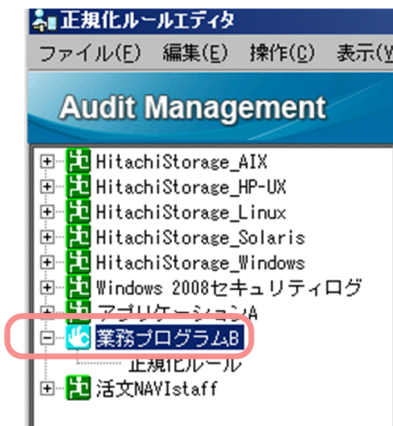 正規化ルールエディタ
ファイル(F) 編集(E) 操作(C) 表示(V
Audit Management
HitachiStorage_AIX
HitachiStorage_HP-UX
HitachiStorage_Linux
HitachiStorage_Solaris
HitachiStorage_Windows
Windows 2008セキュリティログ
アプリケーションA
業務プログラムB
正規化ルール
活文NAVIstaff